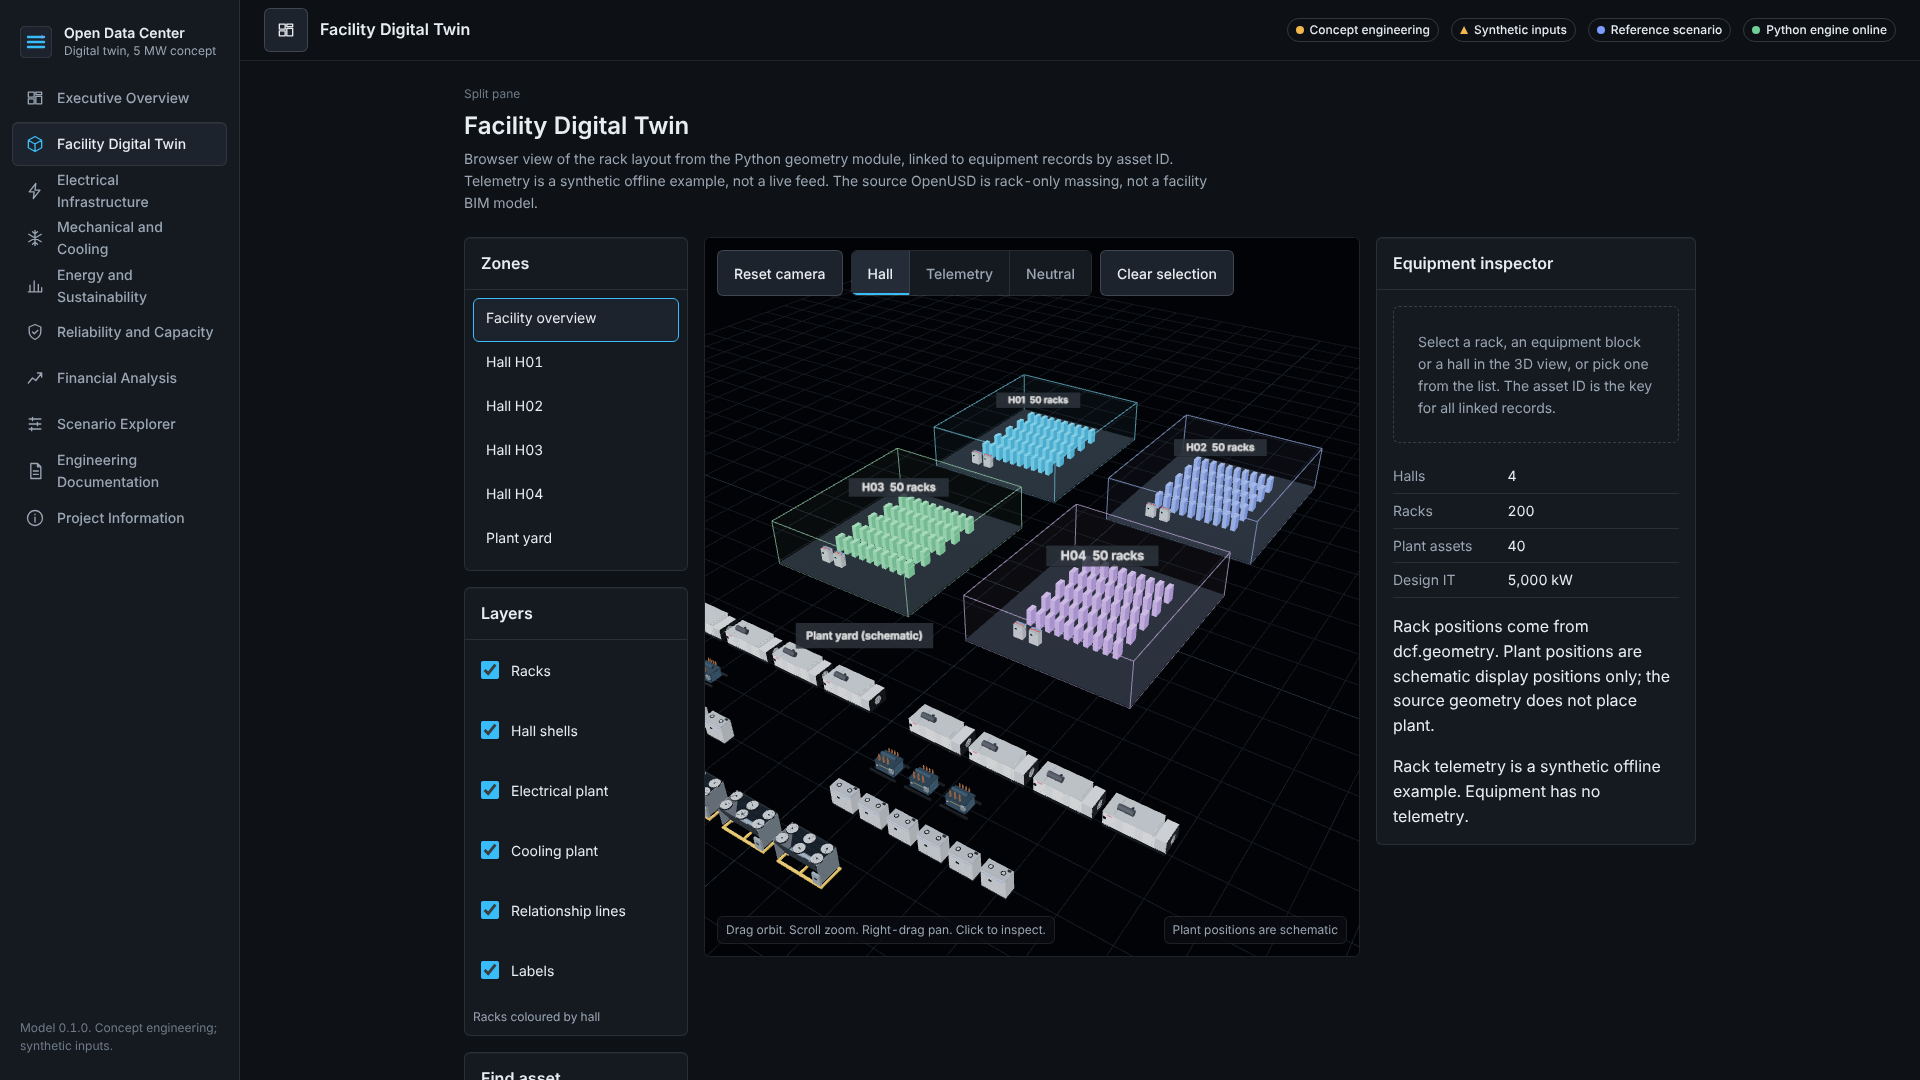 Open Data Center
Digital twin, 5 MW concept
Executive Overview
Facility Digital Twin
Electrical
Infrastructure
Mechanical and
Cooling
Energy and
Sustainability
Reliability and Capacity
Financial Analysis
Scenario Explorer
Engineering
Documentation
Project Information
Model 0.1.0. Concept engineering;
synthetic inputs.
Facility Digital Twin
Concept engineering
Synthetic inputs
Reference scenario
Python engine online
Split pane
Facility Digital Twin
Browser view of the rack layout from the Python geometry module, linked to equipment records by asset ID.
Telemetry is a synthetic offline example, not a live feed. The source OpenUSD is rack-only massing, not a facility
BIM model.
Zones
Facility overview
Hall H01
Hall H02
Hall H03
Hall H04
Plant yard
Layers
Racks
Hall shells
Electrical plant
Cooling plant
Relationship lines
Labels
Racks coloured by hall
Find asset
Reset camera
Hall
Telemetry
Neutral
Clear selection
H01 50 racks
H02 50 racks
H03 50 racks
H04 50 racks
Plant yard (schematic)
Drag orbit. Scroll zoom. Right-drag pan. Click to inspect.
Plant positions are schematic
Equipment inspector
Select a rack, an equipment block
or a hall in the 3D view, or pick one
from the list. The asset ID is the key
for all linked records.
Halls 4
Racks 200
Plant assets 40
Design IT 5,000 kW
Rack positions come from
dcf.geometry. Plant positions are
schematic display positions only; the
source geometry does not place
plant.
Rack telemetry is a synthetic offline
example. Equipment has no
telemetry.